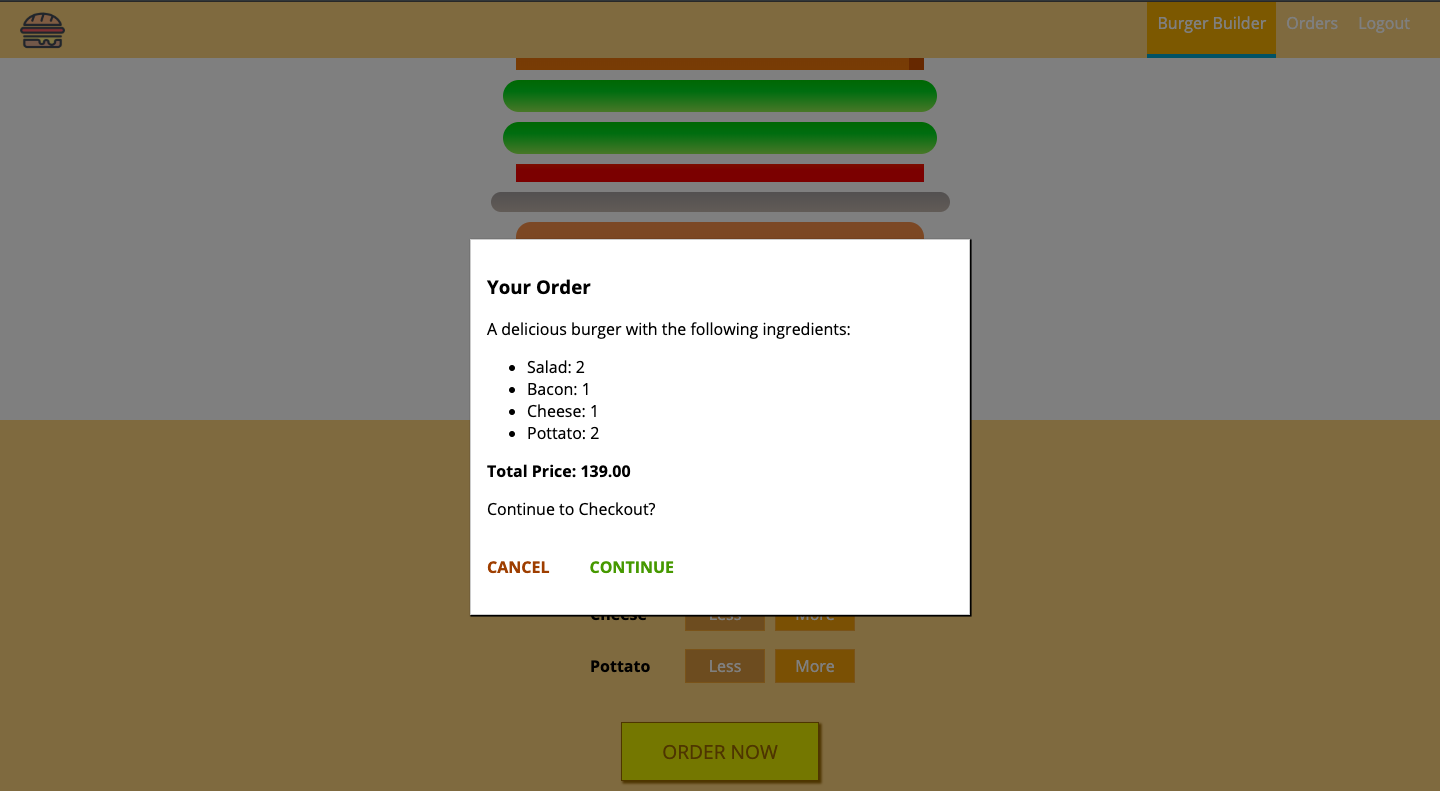 Burger Builder Orders Logout
Your Order
A delicious burger with the following ingredients:
Salad: 2
Bacon: 1
Cheese: 1
Pottato: 2
Total Price: 139.00
Continue to Checkout?
CANCEL CONTINUE
Cheese Less More
Pottato Less More
ORDER NOW